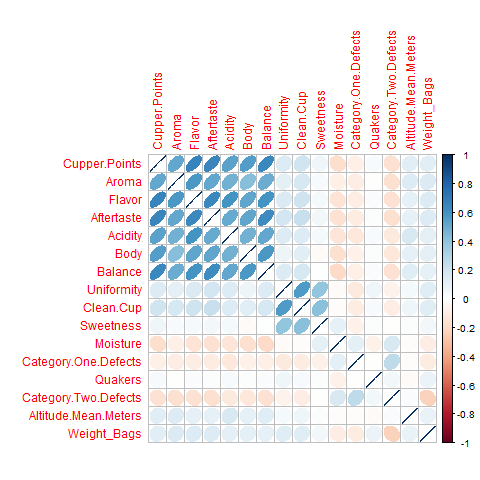 Cupper.Points
Aroma
Flavor
Aftertaste
Acidity
Body
Balance
Uniformity
Clean.Cup
Sweetness
Moisture
Category.One.Defects
Quakers
Category.Two.Defects
Altitude.Mean.Meters
Weight_Bags
Cupper.Points
Aroma
Flavor
Aftertaste
Acidity
Body
Balance
Uniformity
Clean.Cup
Sweetness
Moisture
Category.One.Defects
Quakers
Category.Two.Defects
Altitude.Mean.Meters
Weight_Bags
1
0.8
0.6
0.4
0.2
0
-0.2
-0.4
-0.6
-0.8
-1